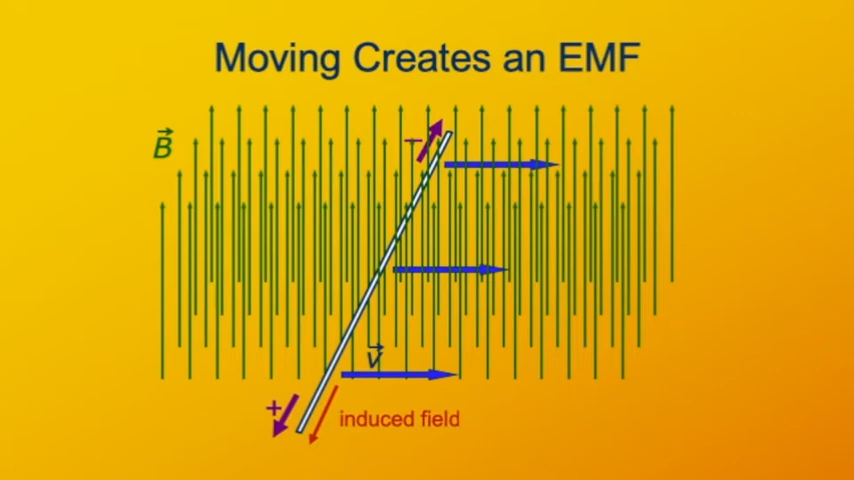 Moving Creates an EMF
B⃗
−
v⃗
+
induced field